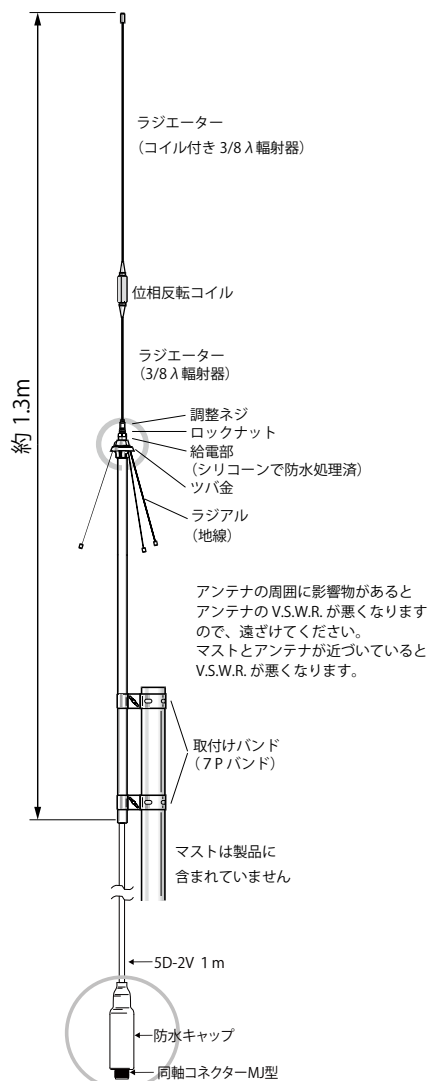 ラジエーター
（コイル付き 3/8 λ 輻射器）
位相反転コイル
約 1.3m
ラジエーター
（3/8 λ 輻射器）
調整ネジ
ロックナット
給電部
（シリコーンで防水処理済）
ツバ金
ラジアル
（地線）
アンテナの周囲に影響物があると
アンテナの V.S.W.R. が悪くなります
ので、遠ざけてください。
マストとアンテナが近づいていると
V.S.W.R. が悪くなります。
取付けバンド
（７P バンド）
マストは製品に
含まれていません
5D-2V 1 m
防水キャップ
同軸コネクターMJ型